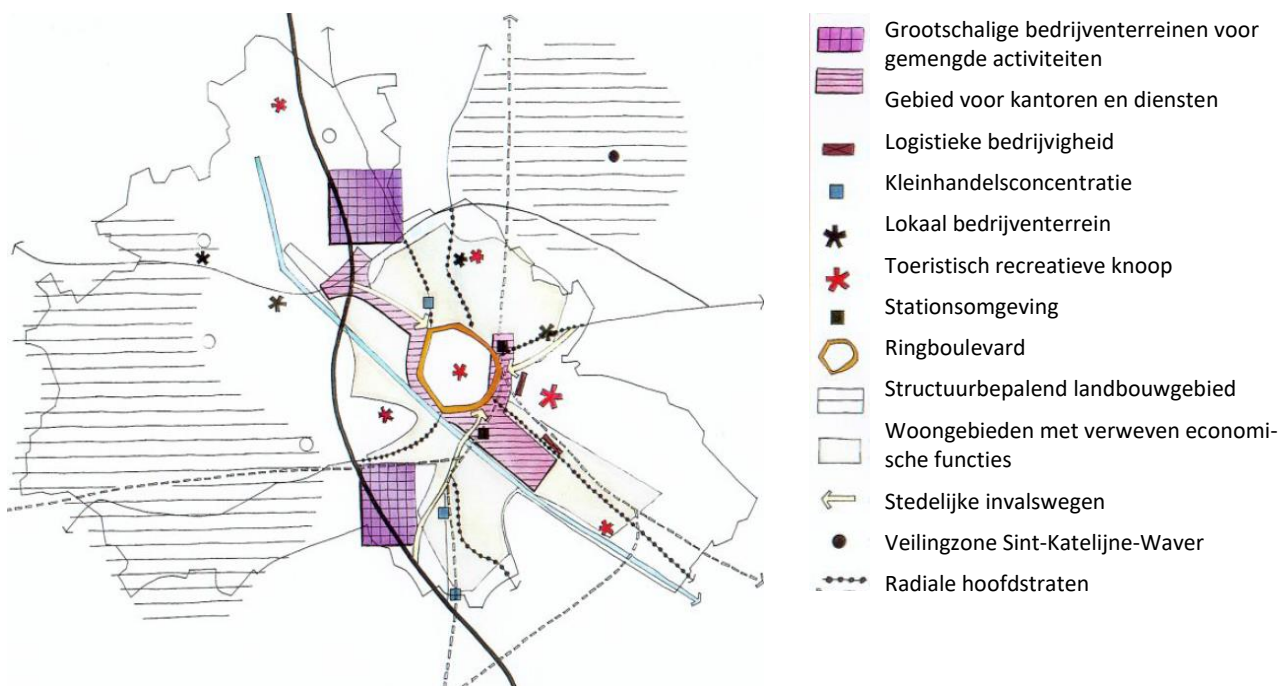 Grootschalige bedrijventerreinen voor
gemengde activiteiten
Gebied voor kantoren en diensten
Logistieke bedrijvigheid
Kleinhandelsconcentratie
Lokaal bedrijventerrein
Toeristisch recreatieve knoop
Stationsomgeving
Ringboulevard
Structuurbepalend landbouwgebied
Woongebieden met verweven economi-
sche functies
Stedelijke invalswegen
Veilingzone Sint-Katelijne-Waver
Radiale hoofdstraten